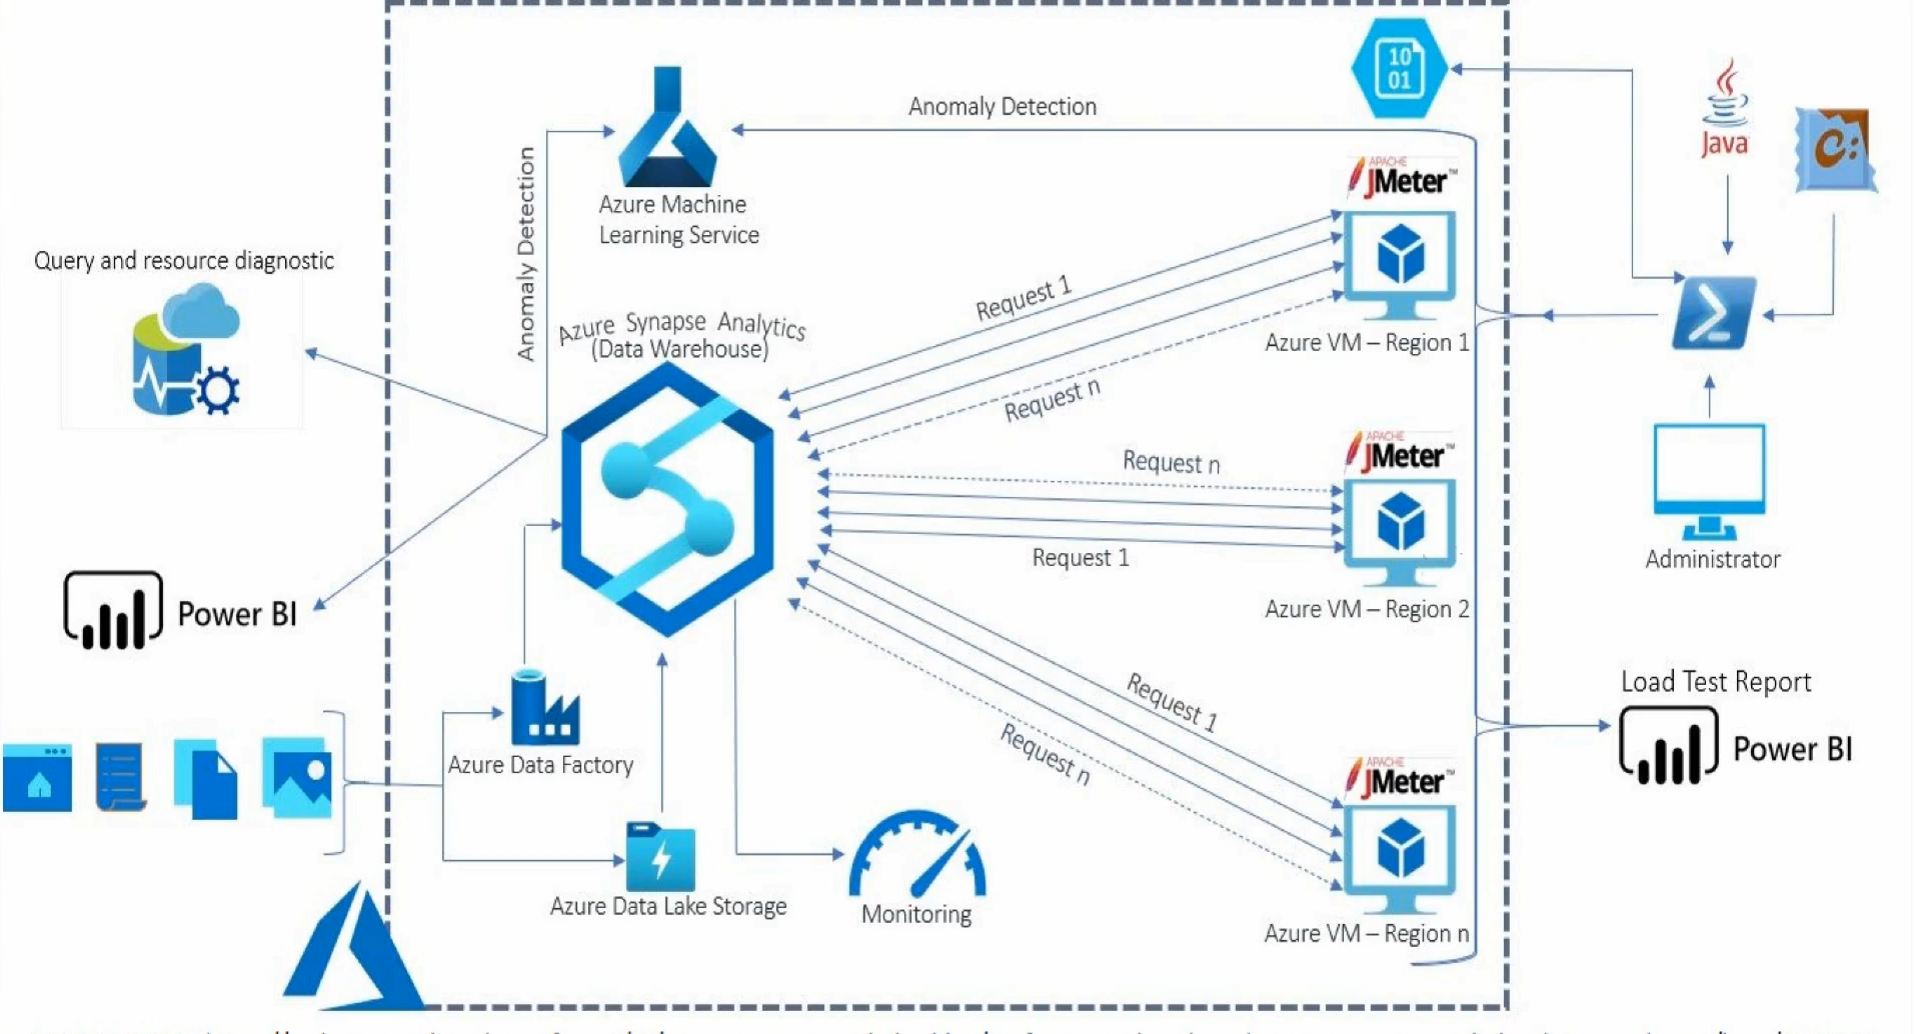 10
01
Anomaly Detection
Java
C:
APACHE
JMeter™
Anomaly Detection
Azure Machine
Learning Service
Query and resource diagnostic
Request 1
Azure Synapse Analytics
(Data Warehouse)
Azure VM – Region 1
Request n
APACHE
JMeter™
Request n
Request 1
Administrator
Azure VM – Region 2
Power BI
Load Test Report
Request 1
Power BI
Request n
Azure Data Factory
APACHE
JMeter™
Azure Data Lake Storage
Monitoring
Azure VM – Region n